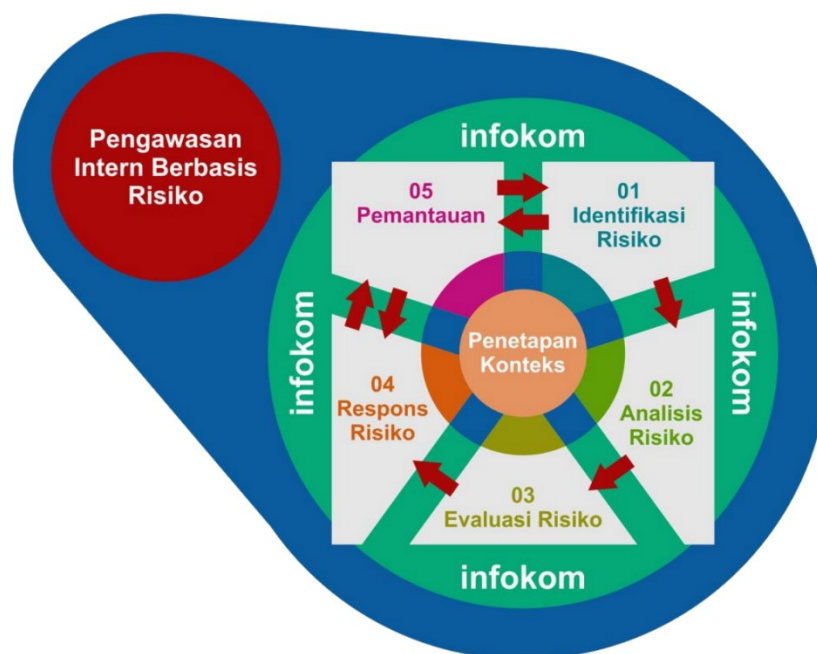 Pengawasan
Intern Berbasis
Risiko
infokom
05
Pemantauan
01
Identifikasi
Risiko
infokom
infokom
Penetapan
Konteks
04
Respons
Risiko
02
Analisis
Risiko
03
Evaluasi Risiko
infokom